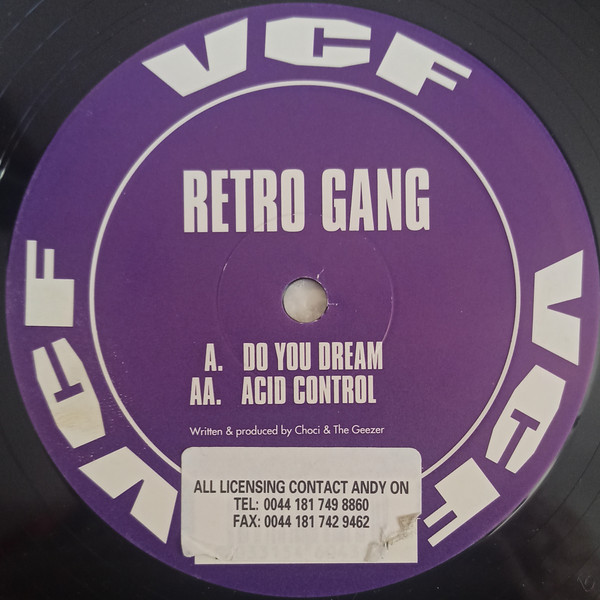 VCF
RETRO GANG
VCF
VCF
A. DO YOU DREAM
AA. ACID CONTROL
Written & produced by Choci & The Geezer
ALL LICENSING CONTACT ANDY ON
TEL: 0044 181 749 8860
FAX: 0044 181 742 9462